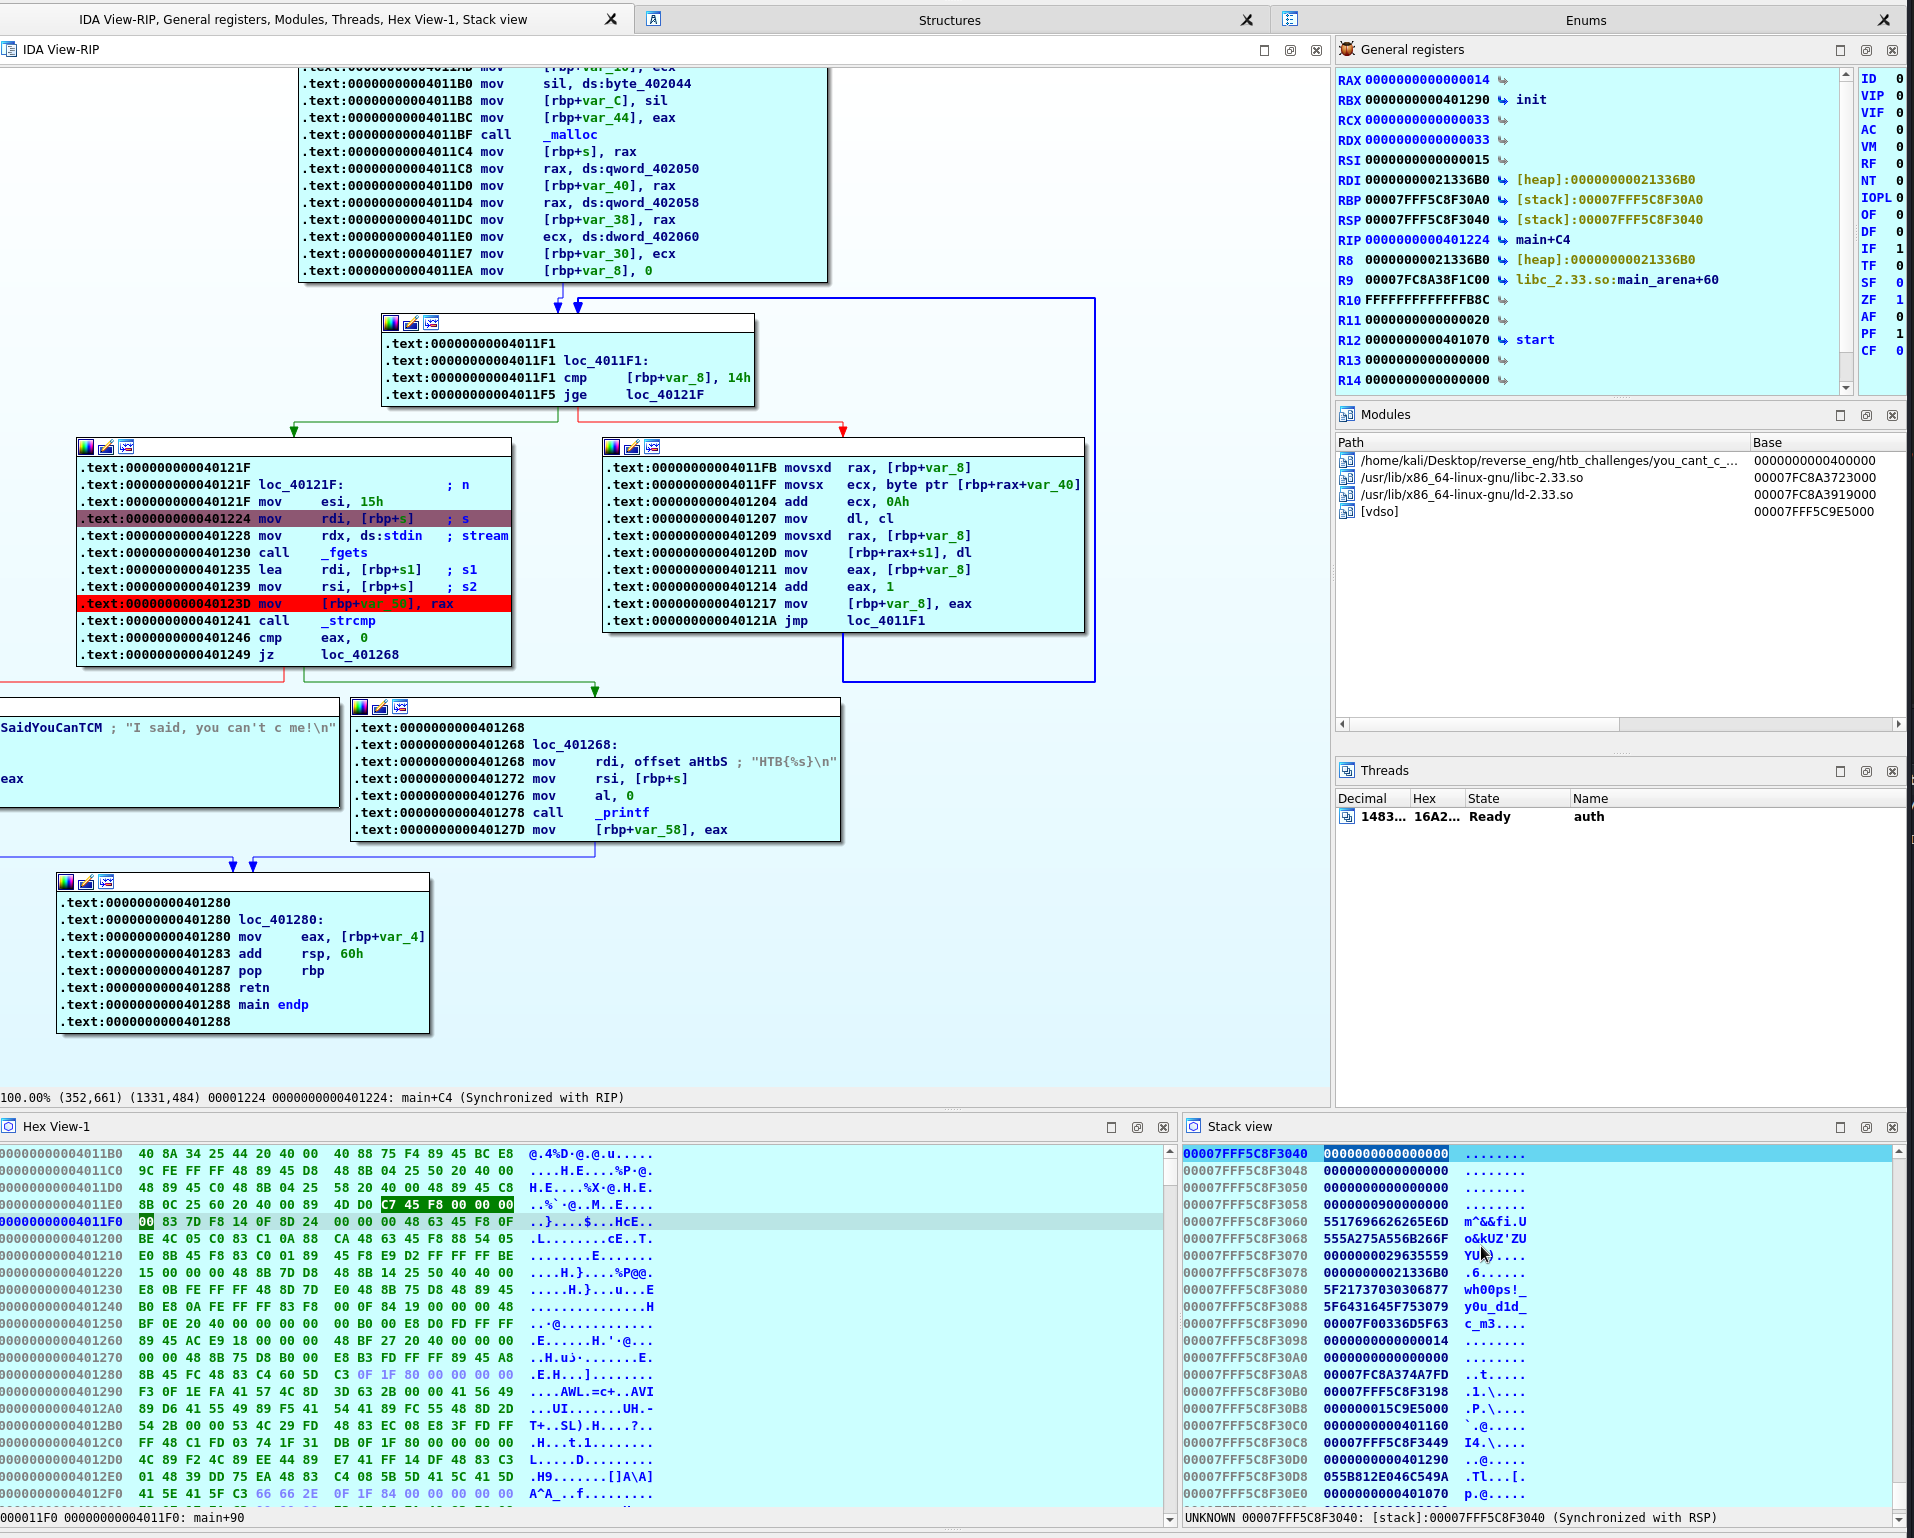 IDA View-RIP, General registers, Modules, Threads, Hex View-1, Stack view
Structures
Enums
IDA View-RIP
.text:00000000004011B0 mov sil, ds:byte_402044
.text:00000000004011B8 mov [rbp+var_C], sil
.text:00000000004011BC mov [rbp+var_44], eax
.text:00000000004011BF call _malloc
.text:00000000004011C4 mov [rbp+s], rax
.text:00000000004011C8 mov rax, ds:qword_402050
.text:00000000004011D0 mov [rbp+var_40], rax
.text:00000000004011D4 mov rax, ds:qword_402058
.text:00000000004011DC mov [rbp+var_38], rax
.text:00000000004011E0 mov ecx, ds:dword_402060
.text:00000000004011E7 mov [rbp+var_30], ecx
.text:00000000004011EA mov [rbp+var_8], 0
.text:00000000004011F1
.text:00000000004011F1 loc_4011F1:
.text:00000000004011F1 cmp [rbp+var_8], 14h
.text:00000000004011F5 jge loc_40121F
.text:000000000040121F
.text:000000000040121F loc_40121F: ; n
.text:000000000040121F mov esi, 15h
.text:0000000000401224 mov rdi, [rbp+s] ; s
.text:0000000000401228 mov rdx, ds:stdin ; stream
.text:0000000000401230 call _fgets
.text:0000000000401235 lea rdi, [rbp+s1] ; s1
.text:0000000000401239 mov rsi, [rbp+s] ; s2
.text:000000000040123D mov [rbp+var_50], rax
.text:0000000000401241 call _strcmp
.text:0000000000401246 cmp eax, 0
.text:0000000000401249 jz loc_401268
.text:00000000004011FB movsxd rax, [rbp+var_8]
.text:00000000004011FF movsx ecx, byte ptr [rbp+rax+var_40]
.text:0000000000401204 add ecx, 0Ah
.text:0000000000401207 mov dl, cl
.text:0000000000401209 movsxd rax, [rbp+var_8]
.text:000000000040120D mov [rbp+rax+s1], dl
.text:0000000000401211 mov eax, [rbp+var_8]
.text:0000000000401214 add eax, 1
.text:0000000000401217 mov [rbp+var_8], eax
.text:000000000040121A jmp loc_4011F1
SaidYouCanTCM ; "I said, you can't c me!\n"
eax
.text:0000000000401268
.text:0000000000401268 loc_401268:
.text:0000000000401268 mov rdi, offset aHtbS ; "HTB{%s}\n"
.text:0000000000401272 mov rsi, [rbp+s]
.text:0000000000401276 mov al, 0
.text:0000000000401278 call _printf
.text:000000000040127D mov [rbp+var_58], eax
.text:0000000000401280
.text:0000000000401280 loc_401280:
.text:0000000000401280 mov eax, [rbp+var_4]
.text:0000000000401283 add rsp, 60h
.text:0000000000401287 pop rbp
.text:0000000000401288 retn
.text:0000000000401288 main endp
.text:0000000000401288
100.00% (352,661) (1331,484) 00001224 0000000000401224: main+C4 (Synchronized with RIP)
General registers
RAX 0000000000000014
RBX 0000000000401290 init
RCX 0000000000000033
RDX 0000000000000033
RSI 0000000000000015
RDI 00000000021336B0 [heap]:00000000021336B0
RBP 00007FFF5C8F30A0 [stack]:00007FFF5C8F30A0
RSP 00007FFF5C8F3040 [stack]:00007FFF5C8F3040
RIP 0000000000401224 main+C4
R8 00000000021336B0 [heap]:00000000021336B0
R9 00007FC8A38F1C00 libc_2.33.so:main_arena+60
R10 FFFFFFFFFFFFFB8C
R11 0000000000000020
R12 0000000000401070 start
R13 0000000000000000
R14 0000000000000000
ID 0
VIP 0
VIF 0
AC 0
VM 0
RF 0
NT 0
IOPL 0
OF 0
DF 0
IF 1
TF 0
SF 0
ZF 1
AF 0
PF 1
CF 0
Modules
Path Base
/home/kali/Desktop/reverse_eng/htb_challenges/you_cant_c_... 0000000000400000
/usr/lib/x86_64-linux-gnu/libc-2.33.so 00007FC8A3723000
/usr/lib/x86_64-linux-gnu/ld-2.33.so 00007FC8A3919000
[vdso] 00007FFF5C9E5000
Threads
Decimal Hex State Name
1483... 16A2... Ready auth
Hex View-1
00000000004011B0 40 8A 34 25 44 20 40 00 40 88 75 F4 89 45 BC E8 @.4%D·@.@.u.....
00000000004011C0 9C FE FF FF 48 89 45 D8 48 8B 04 25 50 20 40 00 ....H.E....%P·@.
00000000004011D0 48 89 45 C0 48 8B 04 25 58 20 40 00 48 89 45 C8 H.E....%X·@.H.E.
00000000004011E0 8B 0C 25 60 20 40 00 89 4D D0 C7 45 F8 00 00 00 ..%`·@..M..E....
00000000004011F0 00 83 7D F8 14 0F 8D 24 00 00 00 48 63 45 F8 0F ..}....$...HcE..
0000000000401200 BE 4C 05 C0 83 C1 0A 88 CA 48 63 45 F8 88 54 05 .L.......cE..T.
0000000000401210 E0 8B 45 F8 83 C0 01 89 45 F8 E9 D2 FF FF FF BE ........E.......
0000000000401220 15 00 00 00 48 8B 7D D8 48 8B 14 25 50 40 40 00 ....H.}....%P@@.
0000000000401230 E8 0B FE FF FF 48 8D 7D E0 48 8B 75 D8 48 89 45 .....H.}...u...E
0000000000401240 B0 E8 0A FE FF FF 83 F8 00 0F 84 19 00 00 00 48 ...............H
0000000000401250 BF 0E 20 40 00 00 00 00 00 B0 00 E8 D0 FD FF FF ..·@............
0000000000401260 89 45 AC E9 18 00 00 00 48 BF 27 20 40 00 00 00 .E......H.'·@...
0000000000401270 00 00 48 8B 75 D8 B0 00 E8 B3 FD FF FF 89 45 A8
0000000000401280 8B 45 FC 48 83 C4 60 5D C3 0F 1F 80 00 00 00 00 .E.H...]........
0000000000401290 F3 0F 1E FA 41 57 4C 8D 3D 63 2B 00 00 41 56 49 ....AWL.=c+..AVI
00000000004012A0 89 D6 41 55 49 89 F5 41 54 41 89 FC 55 48 8D 2D ...UI.......UH.-
00000000004012B0 54 2B 00 00 53 4C 29 FD 48 83 EC 08 E8 3F FD FF T+..SL).H....?..
00000000004012C0 FF 48 C1 FD 03 74 1F 31 DB 0F 1F 80 00 00 00 00 .H...t.1........
00000000004012D0 4C 89 F2 4C 89 EE 44 89 E7 41 FF 14 DF 48 83 C3 L.....D.........
00000000004012E0 01 48 39 DD 75 EA 48 83 C4 08 5B 5D 41 5C 41 5D .H9.......[]A\A]
00000000004012F0 41 5E 41 5F C3 66 66 2E 0F 1F 84 00 00 00 00 00 A^A_..f.........
000011F0 00000000004011F0: main+90
Stack view
00007FFF5C8F3040 0000000000000000 ........
00007FFF5C8F3048 0000000000000000 ........
00007FFF5C8F3050 0000000000000000 ........
00007FFF5C8F3058 0000000900000000 ........
00007FFF5C8F3060 5517696626265E6D m^&&fi.U
00007FFF5C8F3068 555A275A556B266F o&kUZ'ZU
00007FFF5C8F3070 0000000029635559
00007FFF5C8F3078 00000000021336B0 .6......
00007FFF5C8F3080 5F21737030306877 wh00ps!_
00007FFF5C8F3088 5F6431645F753079 y0u_d1d_
00007FFF5C8F3090 00007F00336D5F63 c_m3....
00007FFF5C8F3098 0000000000000014 ........
00007FFF5C8F30A0 0000000000000000 ........
00007FFF5C8F30A8 00007FC8A374A7FD ..t.....
00007FFF5C8F30B0 00007FFF5C8F3198 .1.\....
00007FFF5C8F30B8 000000015C9E5000 .P.\....
00007FFF5C8F30C0 0000000000401160 `.@.....
00007FFF5C8F30C8 00007FFF5C8F3449 I4.\....
00007FFF5C8F30D0 0000000000401290 ..@.....
00007FFF5C8F30D8 055B812E046C549A .Tl...[.
00007FFF5C8F30E0 0000000000401070 p.@.....
UNKNOWN 00007FFF5C8F3040: [stack]:00007FFF5C8F3040 (Synchronized with RSP)